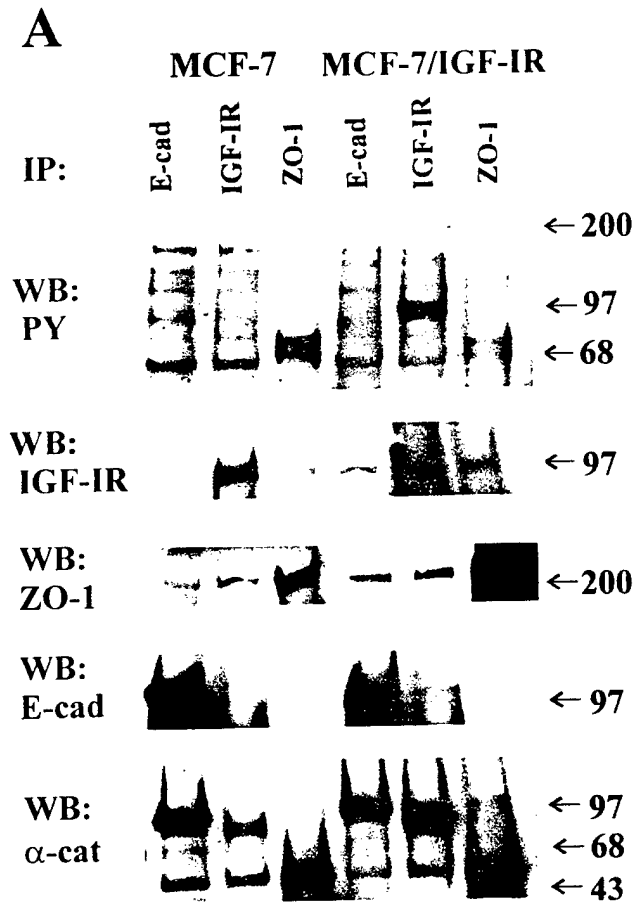 A
MCF-7 MCF-7/IGF-IR
IP: E-cad IGF-IR ZO-1 E-cad IGF-IR ZO-1
←200
WB: PY
←97
←68
WB: IGF-IR
←97
WB: ZO-1
←200
WB: E-cad
←97
WB: α-cat
←97
←68
←43